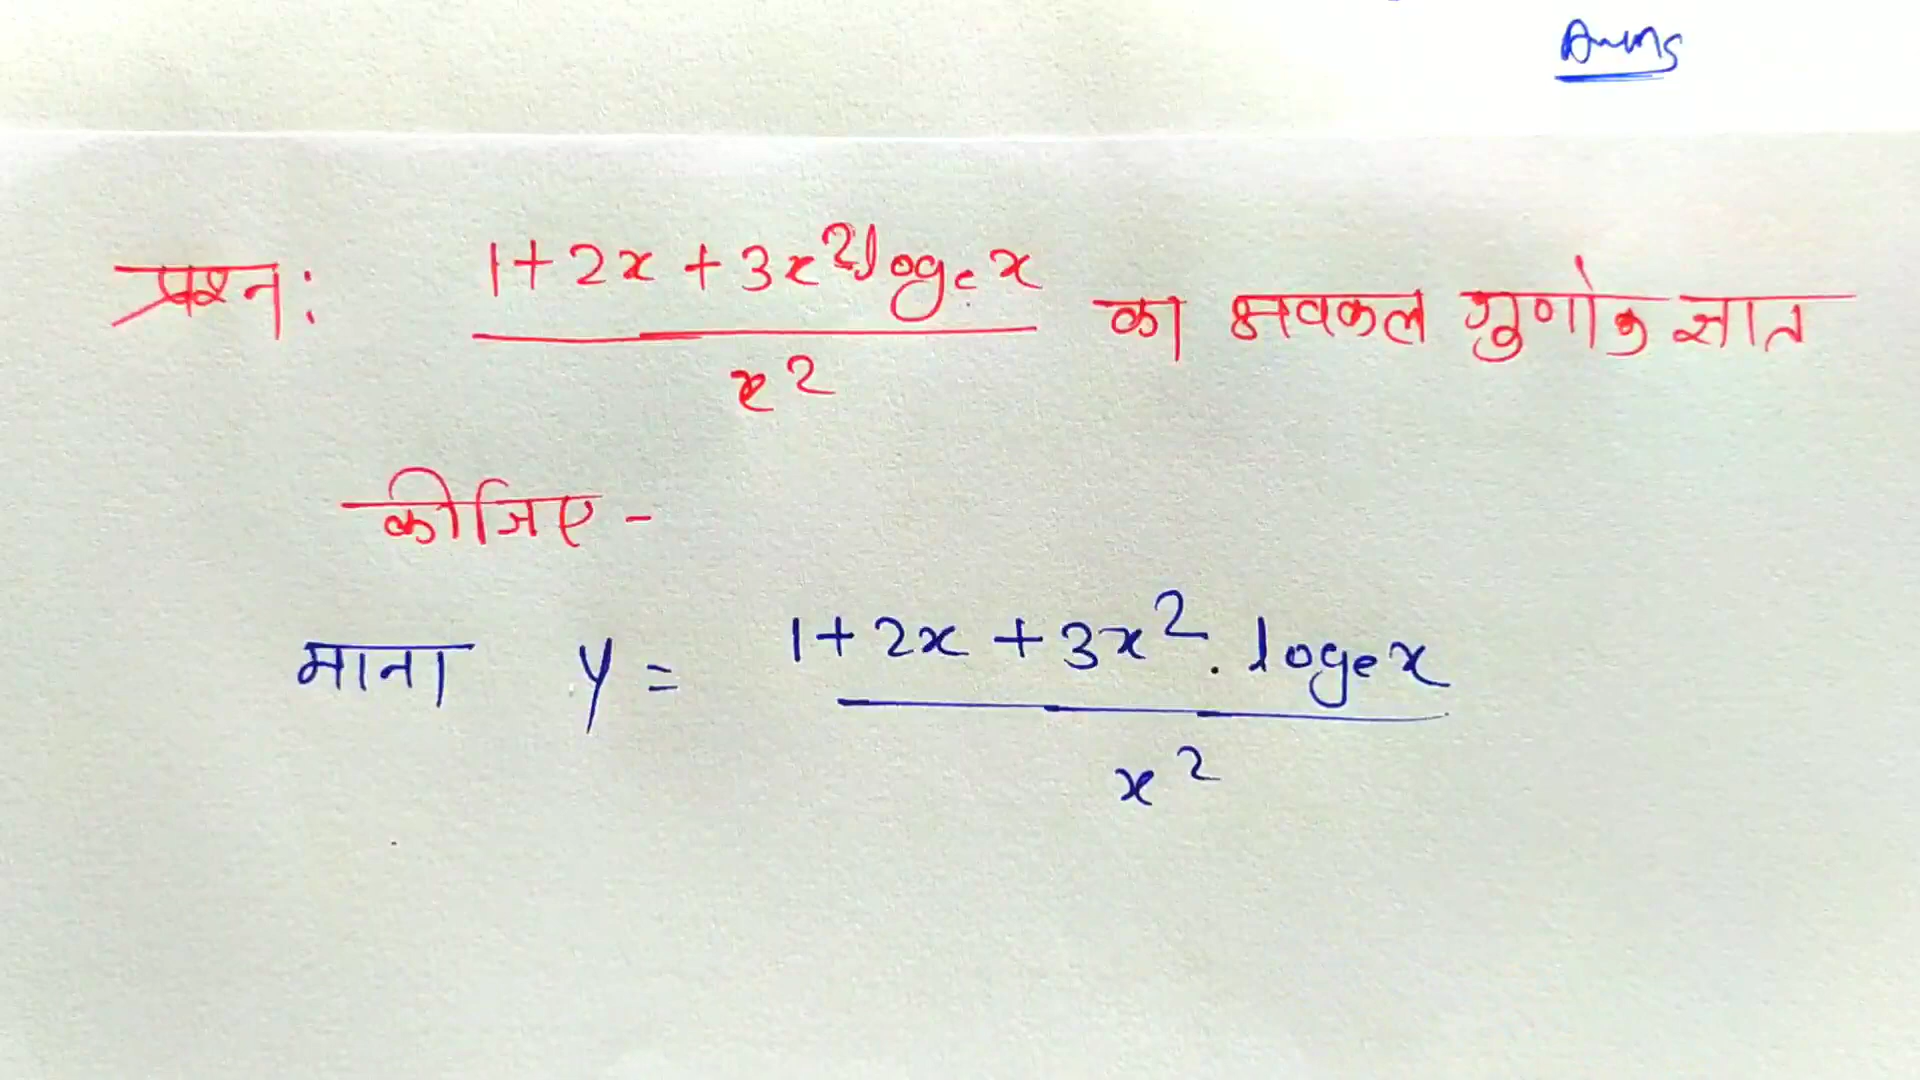 Ans
प्रश्न: 1+2x+3x²logₑx का अवकल गुणांक ज्ञात
x²
कीजिए -
माना y = 1+2x+3x².logₑx
x²